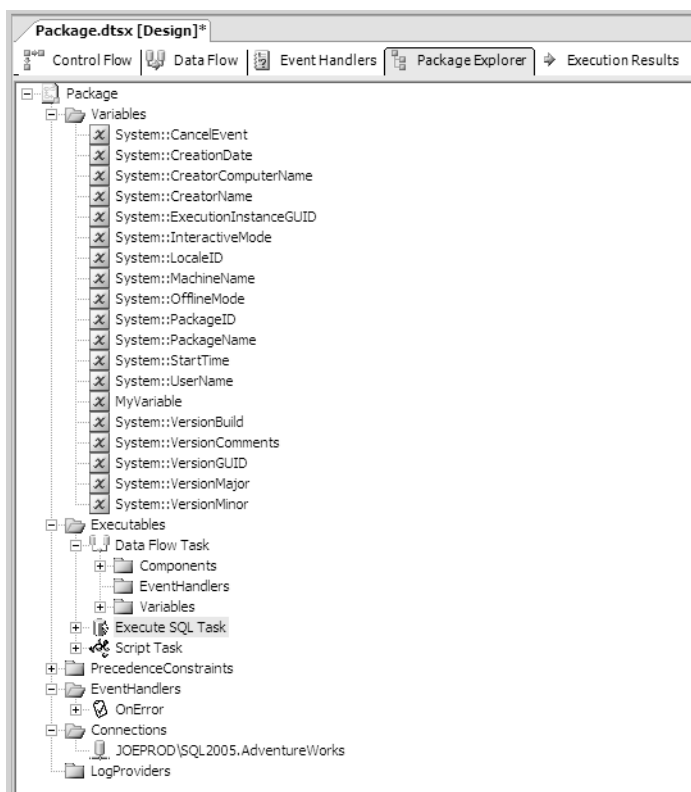 Package.dtsx [Design]*
Control Flow Data Flow Event Handlers Package Explorer Execution Results
Package
Variables
System::CancelEvent
System::CreationDate
System::CreatorComputerName
System::CreatorName
System::ExecutionInstanceGUID
System::InteractiveMode
System::LocaleID
System::MachineName
System::OfflineMode
System::PackageID
System::PackageName
System::StartTime
System::UserName
MyVariable
System::VersionBuild
System::VersionComments
System::VersionGUID
System::VersionMajor
System::VersionMinor
Executables
Data Flow Task
Components
EventHandlers
Variables
Execute SQL Task
Script Task
PrecedenceConstraints
EventHandlers
OnError
Connections
JOEPROD\SQL2005.AdventureWorks
LogProviders